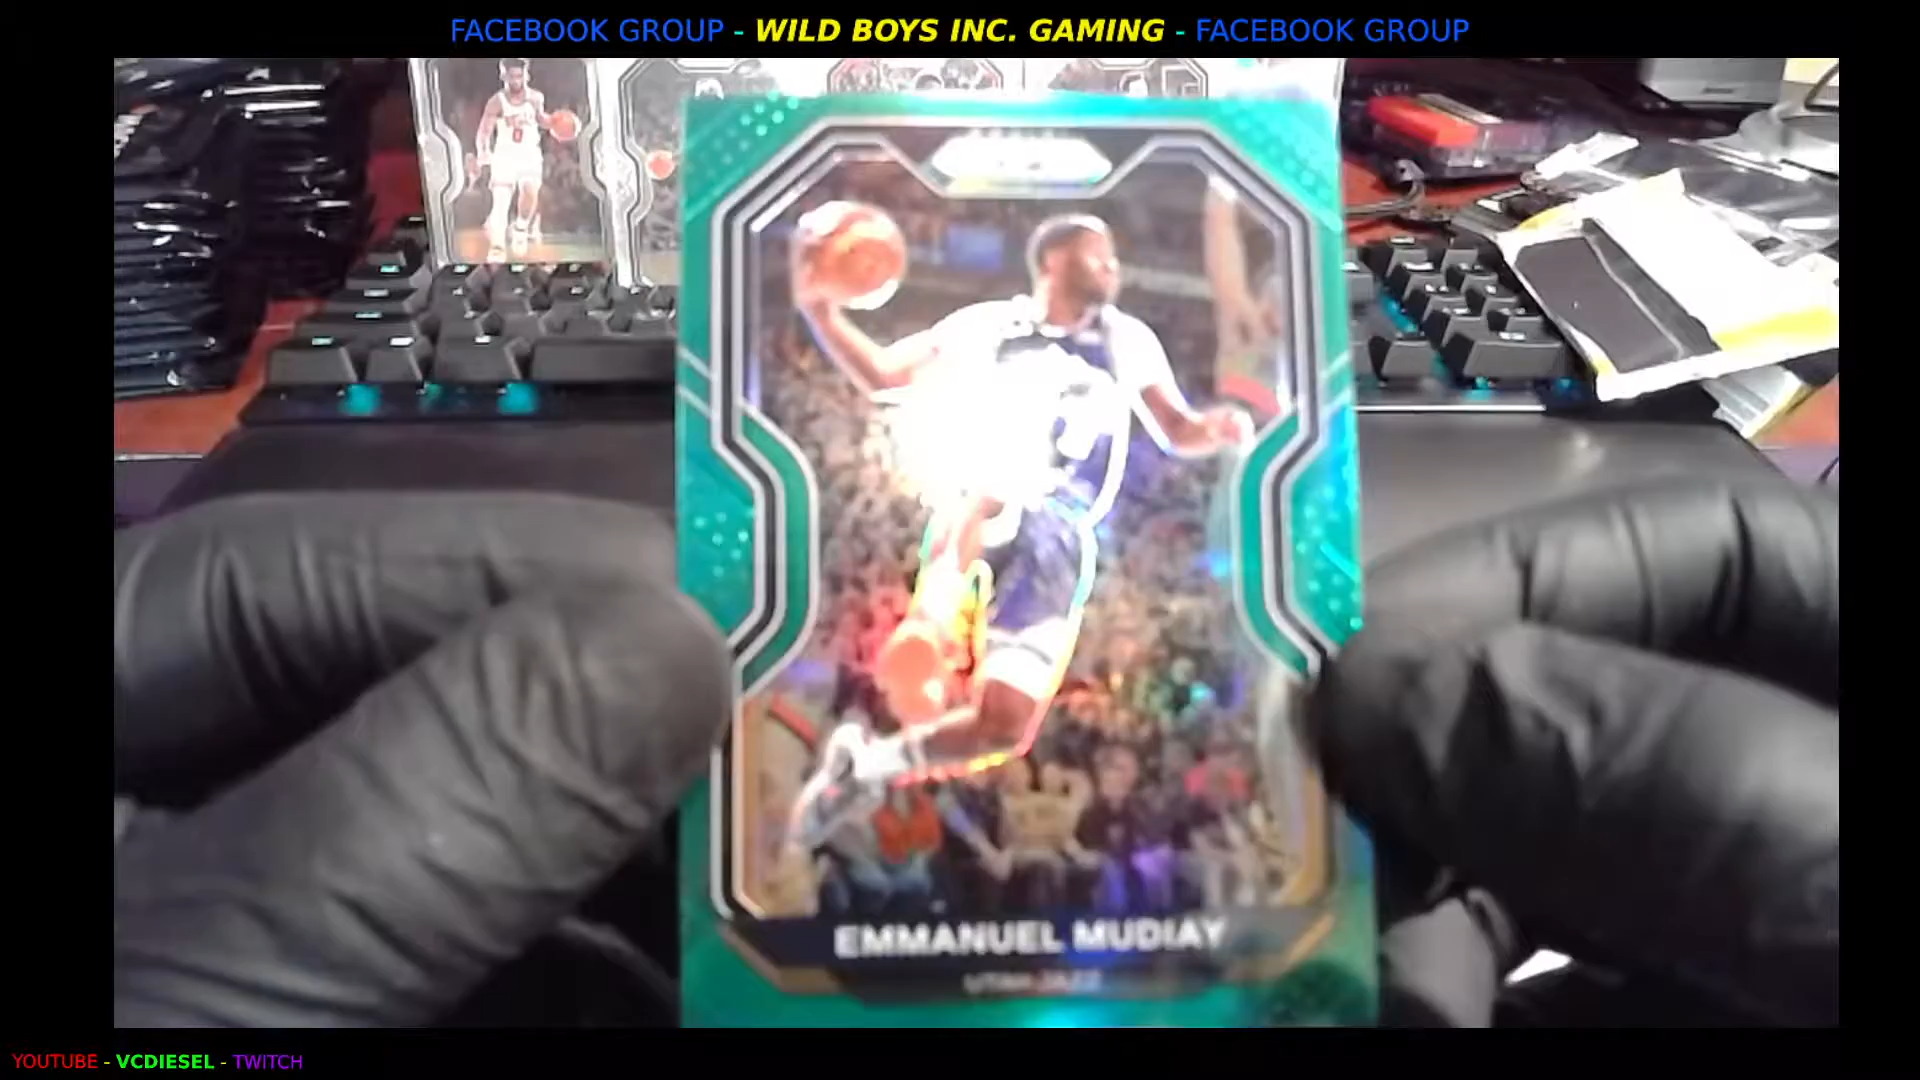 FACEBOOK GROUP - WILD BOYS INC. GAMING - FACEBOOK GROUP
EMMANUEL MUDIAY
UTAH JAZZ
YOUTUBE - VCDIESEL - TWITCH